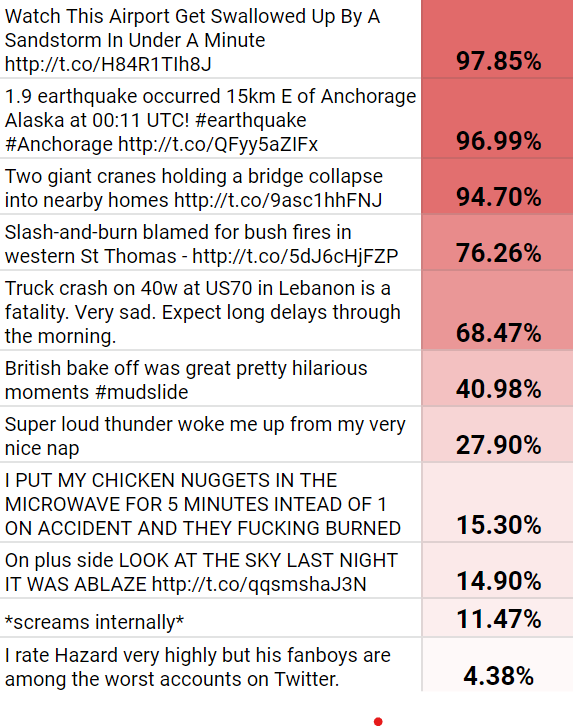 Watch This Airport Get Swallowed Up By A
Sandstorm In Under A Minute
http://t.co/H84R1TIh8J
97.85%
1.9 earthquake occurred 15km E of Anchorage
Alaska at 00:11 UTC! #earthquake
#Anchorage http://t.co/QFyy5aZIFx
96.99%
Two giant cranes holding a bridge collapse
into nearby homes http://t.co/9asc1hhFNJ
94.70%
Slash-and-burn blamed for bush fires in
western St Thomas - http://t.co/5dJ6cHjFZP
76.26%
Truck crash on 40w at US70 in Lebanon is a
fatality. Very sad. Expect long delays through
the morning.
68.47%
British bake off was great pretty hilarious
moments #mudslide
40.98%
Super loud thunder woke me up from my very
nice nap
27.90%
I PUT MY CHICKEN NUGGETS IN THE
MICROWAVE FOR 5 MINUTES INTEAD OF 1
ON ACCIDENT AND THEY FUCKING BURNED
15.30%
On plus side LOOK AT THE SKY LAST NIGHT
IT WAS ABLAZE http://t.co/qqsmshaJ3N
14.90%
*screams internally*
11.47%
I rate Hazard very highly but his fanboys are
among the worst accounts on Twitter.
4.38%